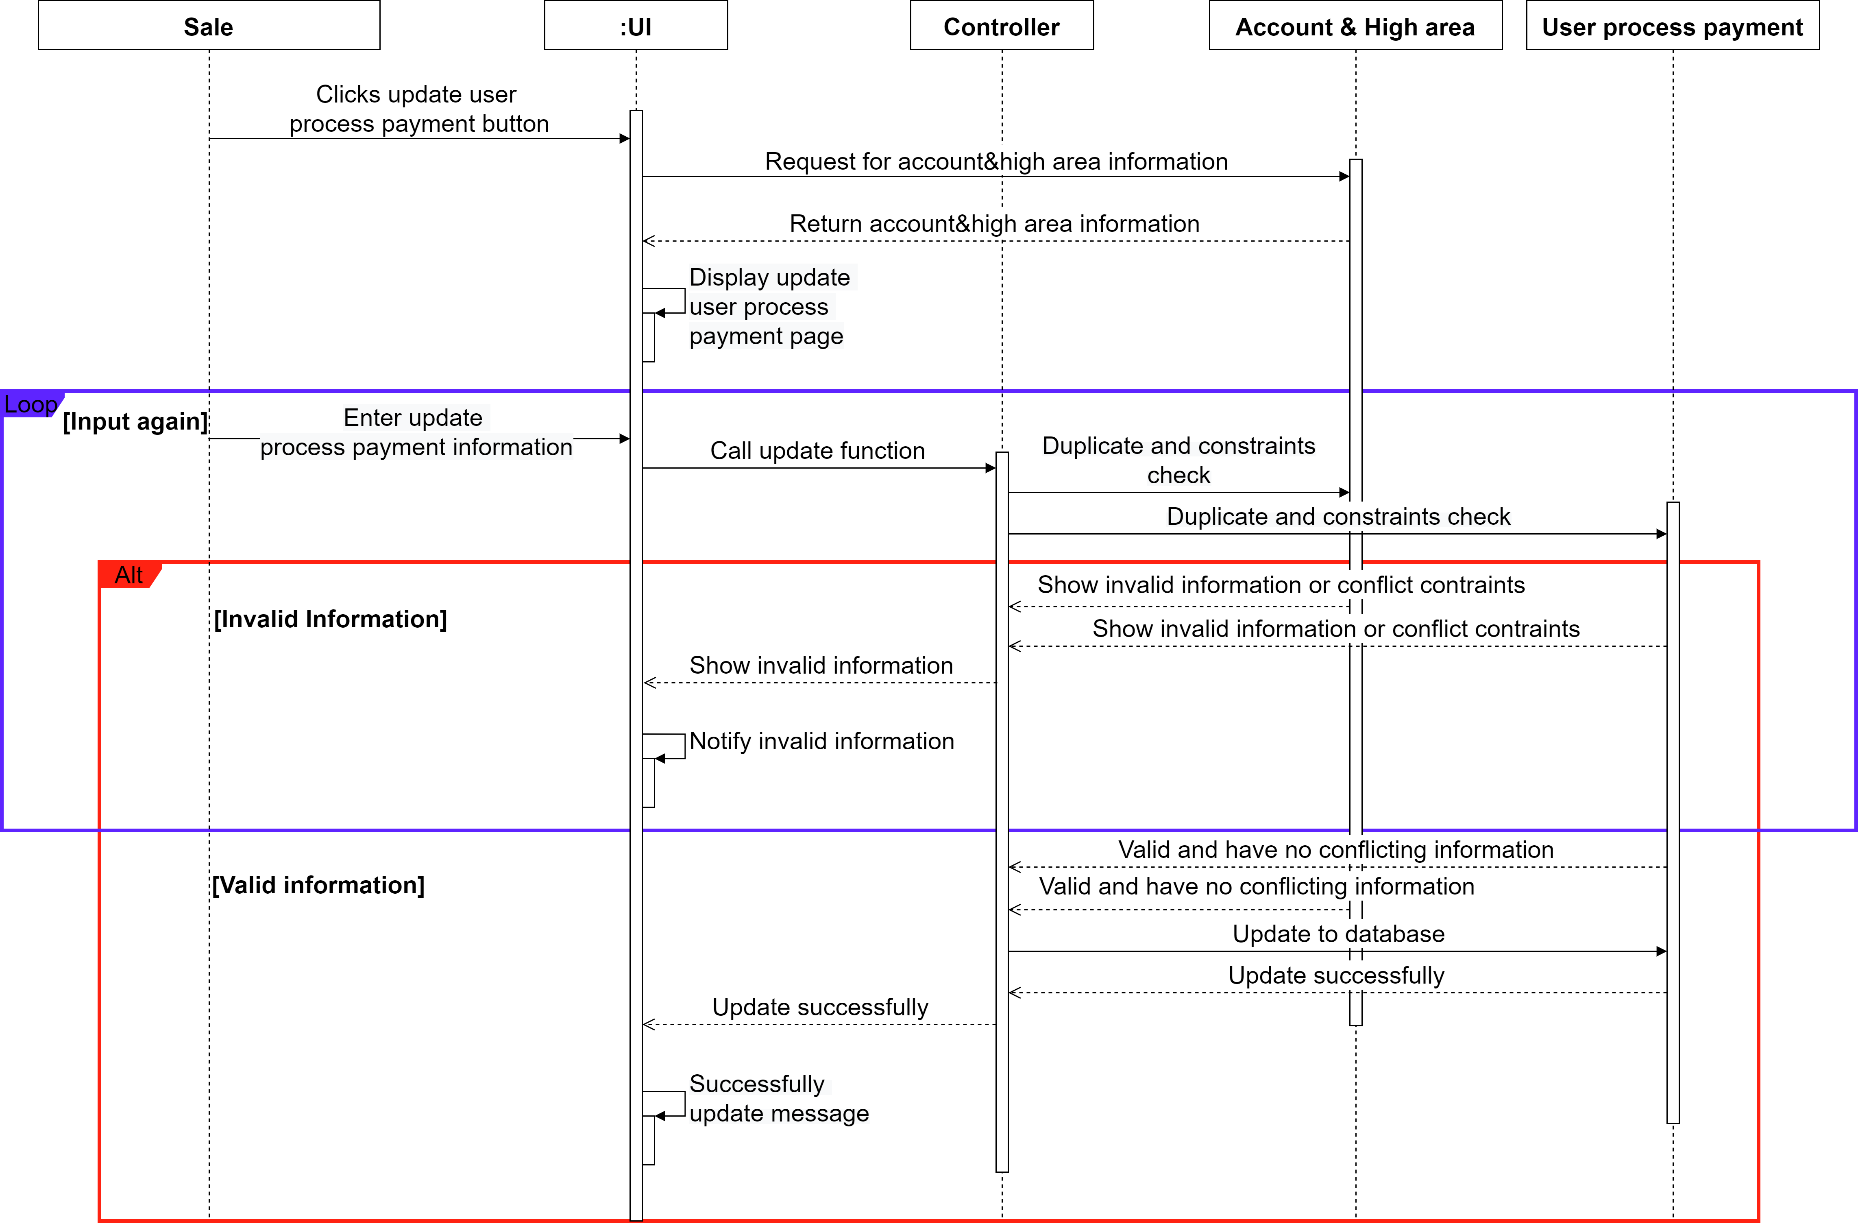 Sale
:UI
Controller
Account & High area
User process payment
Clicks update user
process payment button
Request for account&high area information
Return account&high area information
Display update
user process
payment page
Loop
[Input again]
Enter update
process payment information
Call update function
Duplicate and constraints
check
Duplicate and constraints check
Alt
Show invalid information or conflict contraints
[Invalid Information]
Show invalid information or conflict contraints
Show invalid information
Notify invalid information
Valid and have no conflicting information
[Valid information]
Valid and have no conflicting information
Update to database
Update successfully
Update successfully
Successfully
update message